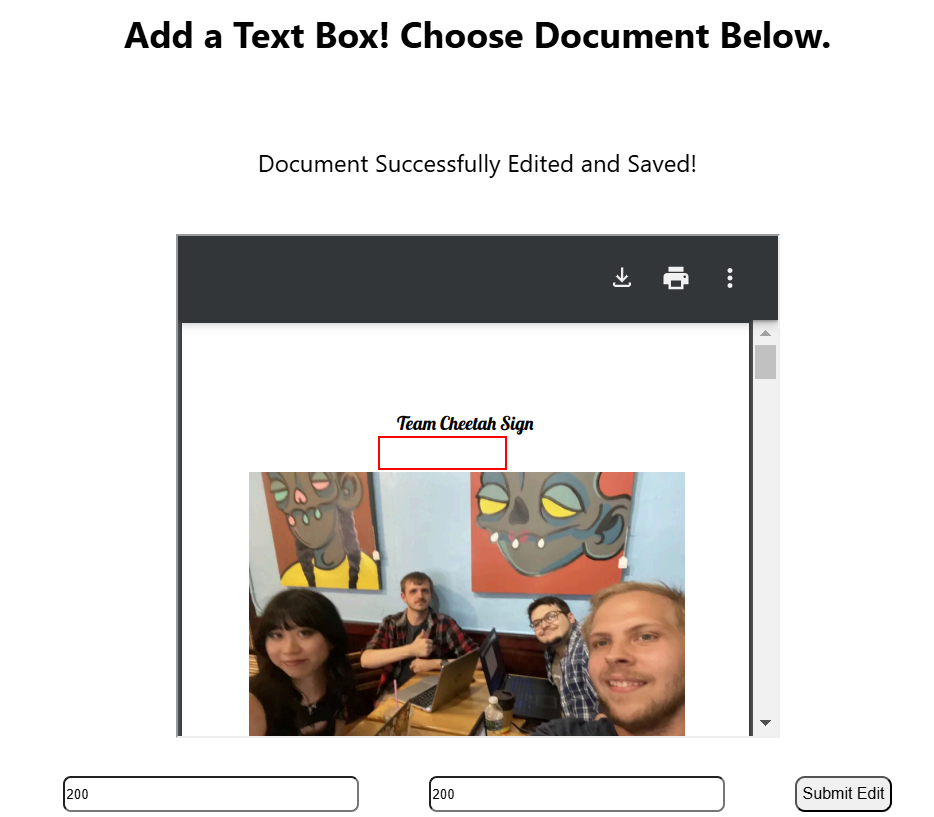 Add a Text Box! Choose Document Below.
Document Successfully Edited and Saved!
Team Cheetah Sign
200
200
Submit Edit